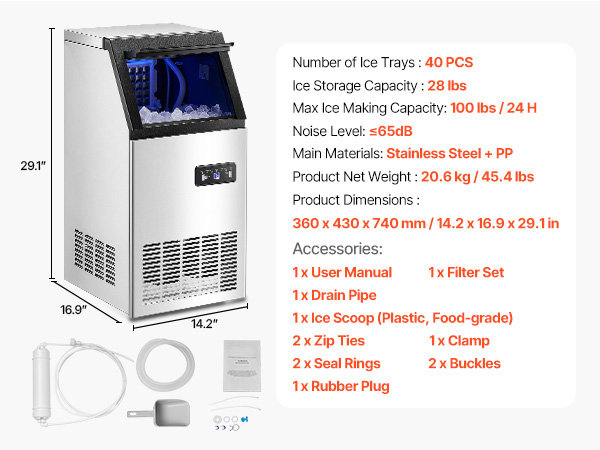 29.1"
16.9"
14.2"
Number of Ice Trays : 40 PCS
Ice Storage Capacity : 28 lbs
Max Ice Making Capacity: 100 lbs / 24 H
Noise Level: ≤65dB
Main Materials: Stainless Steel + PP
Product Net Weight : 20.6 kg / 45.4 lbs
Product Dimensions :
360 x 430 x 740 mm / 14.2 x 16.9 x 29.1 in
Accessories:
1 x User Manual 1 x Filter Set
1 x Drain Pipe
1 x Ice Scoop (Plastic, Food-grade)
2 x Zip Ties 1 x Clamp
2 x Seal Rings 2 x Buckles
1 x Rubber Plug